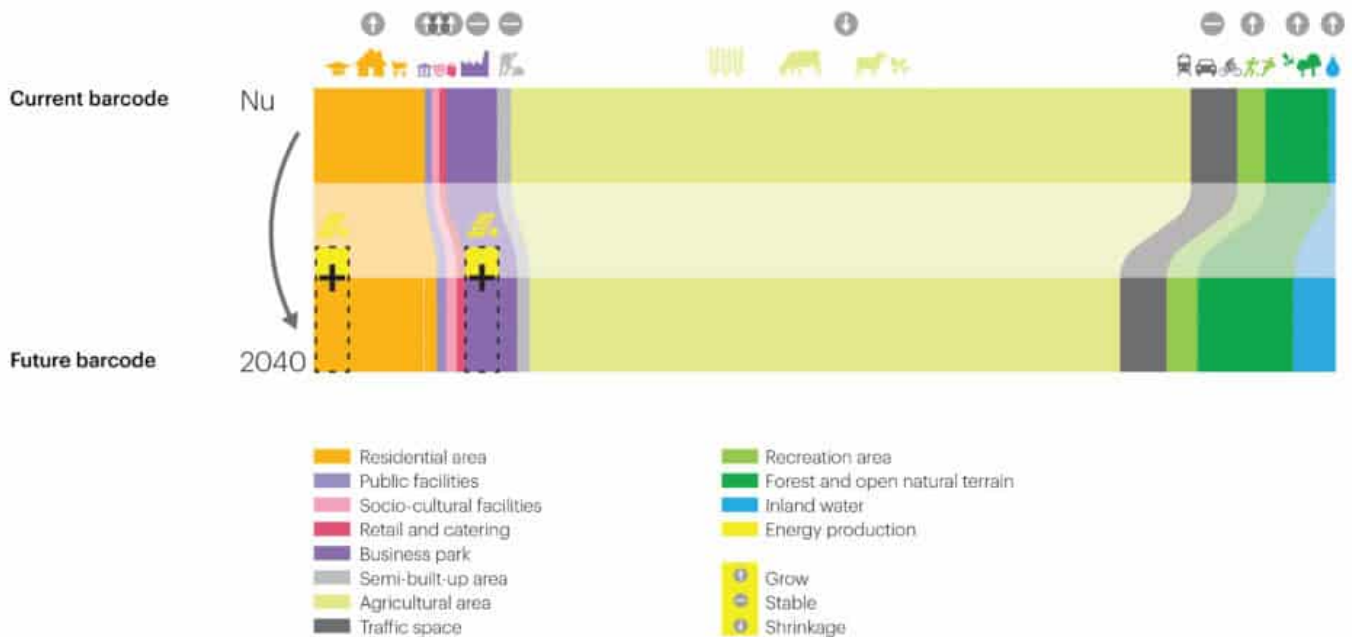 Current barcode
Nu
Future barcode
2040
Residential area
Public facilities
Socio-cultural facilities
Retail and catering
Business park
Semi-built-up area
Agricultural area
Traffic space
Recreation area
Forest and open natural terrain
Inland water
Energy production
Grow
Stable
Shrinkage